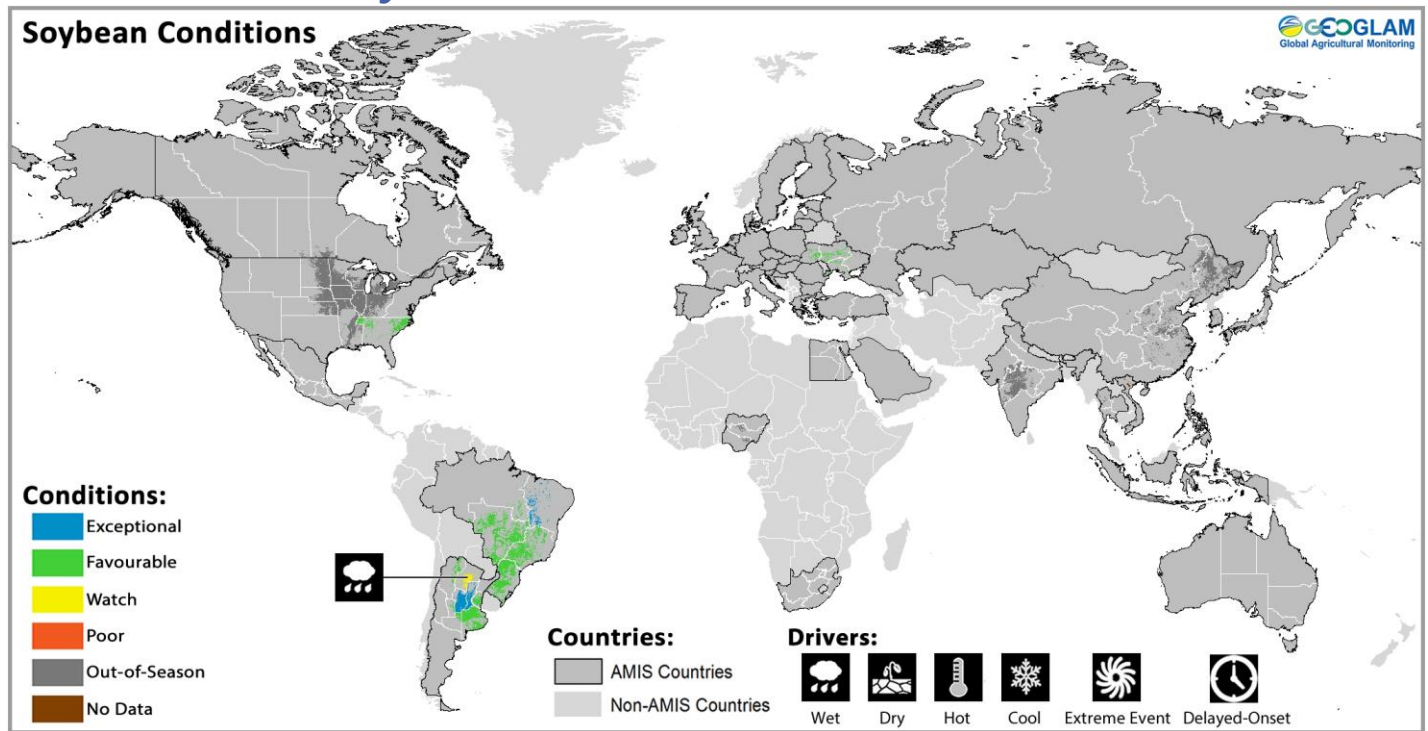 Soybean Conditions
GEOGLAM
Global Agricultural Monitoring
Conditions:
Exceptional
Favourable
Watch
Poor
Out-of-Season
No Data
Countries:
AMIS Countries
Non-AMIS Countries
Drivers:
Wet
Dry
Hot
Cool
Extreme Event
Delayed-Onset